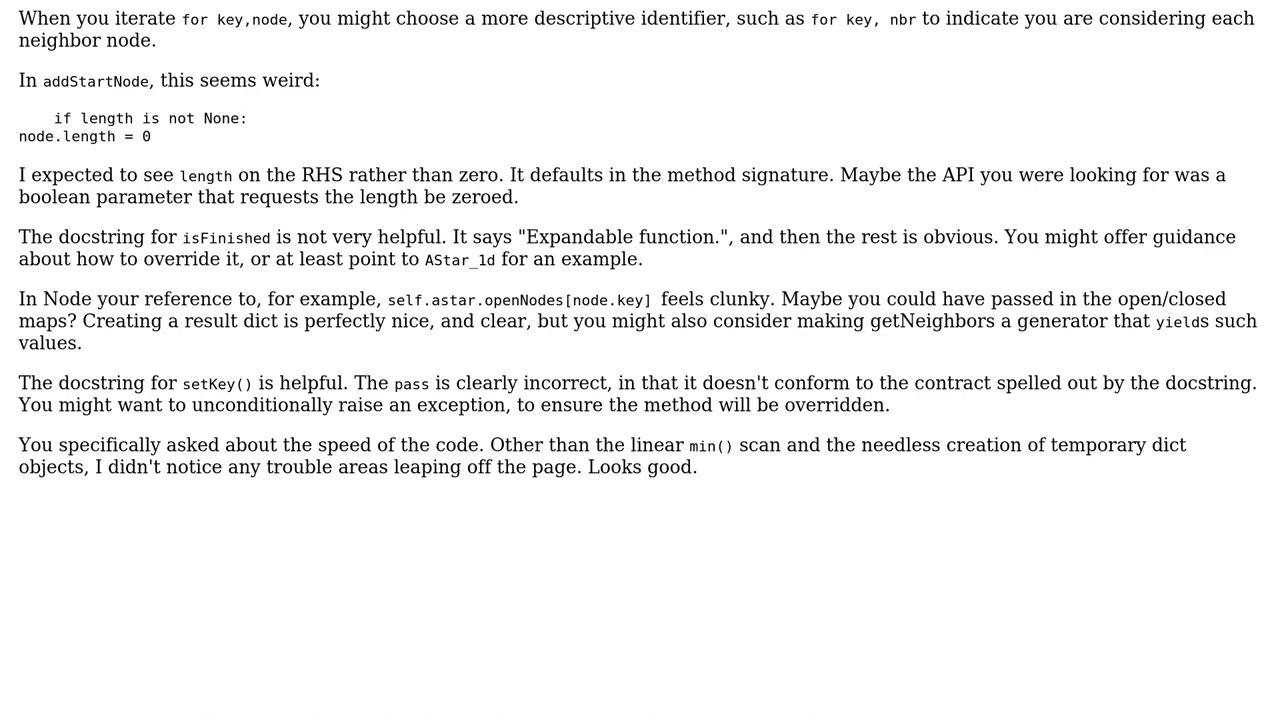 When you iterate for key,node, you might choose a more descriptive identifier, such as for key, nbr to indicate you are considering each
neighbor node.
In addStartNode, this seems weird:
    if length is not None:
node.length = 0
I expected to see length on the RHS rather than zero. It defaults in the method signature. Maybe the API you were looking for was a
boolean parameter that requests the length be zeroed.
The docstring for isFinished is not very helpful. It says "Expandable function.", and then the rest is obvious. You might offer guidance
about how to override it, or at least point to AStar_1d for an example.
In Node your reference to, for example, self.astar.openNodes[node.key] feels clunky. Maybe you could have passed in the open/closed
maps? Creating a result dict is perfectly nice, and clear, but you might also consider making getNeighbors a generator that yields such
values.
The docstring for setKey() is helpful. The pass is clearly incorrect, in that it doesn't conform to the contract spelled out by the docstring.
You might want to unconditionally raise an exception, to ensure the method will be overridden.
You specifically asked about the speed of the code. Other than the linear min() scan and the needless creation of temporary dict
objects, I didn't notice any trouble areas leaping off the page. Looks good.